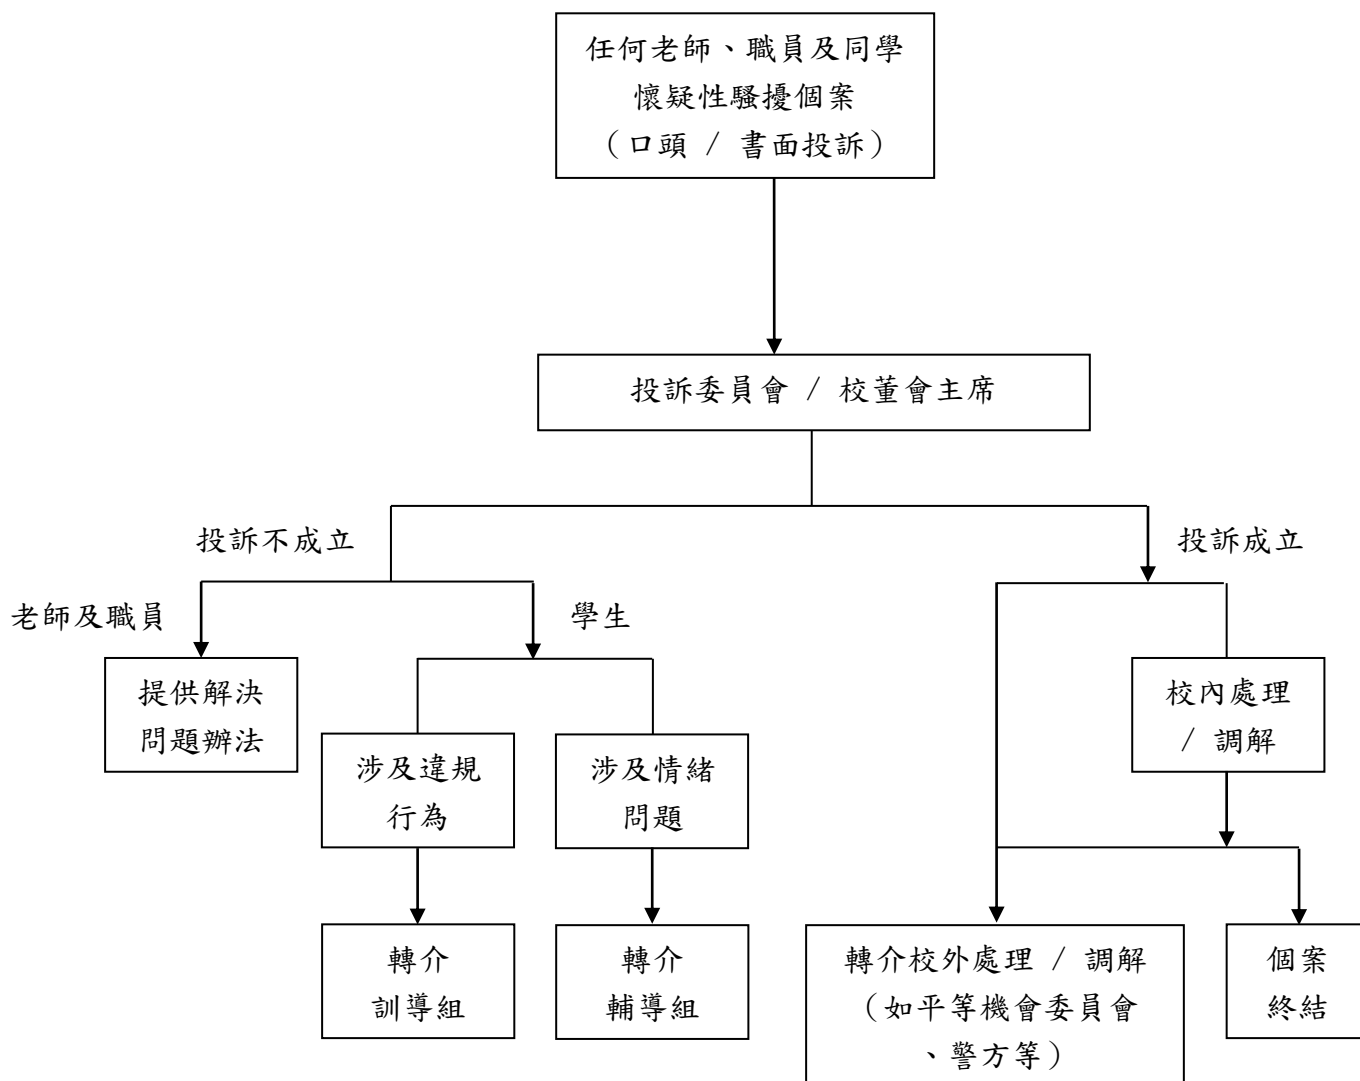 任何老師、職員及同學
懷疑性騷擾個案
（口頭 / 書面投訴）
投訴委員會 / 校董會主席
投訴不成立
投訴成立
老師及職員
學生
提供解決
問題辦法
校內處理
/ 調解
涉及違規
行為
涉及情緒
問題
轉介
訓導組
轉介
輔導組
轉介校外處理 / 調解
（如平等機會委員會
、警方等）
個案
終結